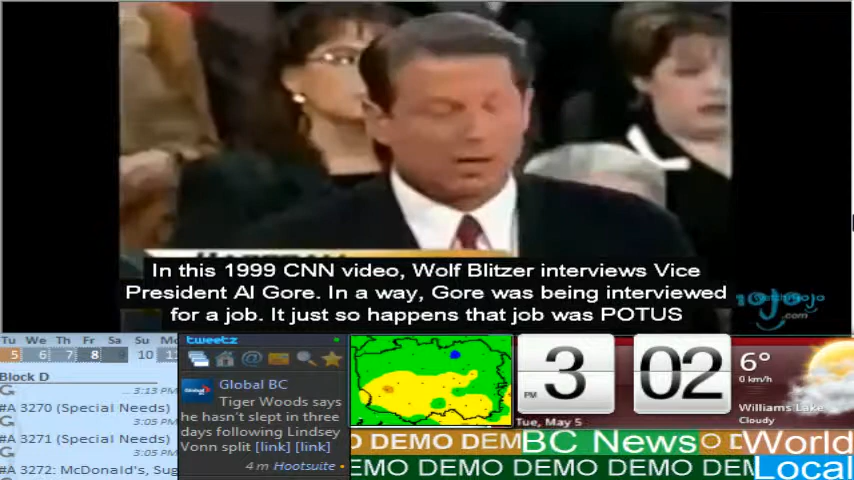 In this 1999 CNN video, Wolf Blitzer interviews Vice
President Al Gore. In a way, Gore was being interviewed
for a job. It just so happens that job was POTUS
jojo
.com
Tu We Th Fr Sa Su Mo
5 6 7 8 9 10 11
Block D
3:13 PM
#A 3270 (Special Needs)
3:05 PM
#A 3271 (Special Needs)
3:05 PM
#A 3272: McDonald's, Sug
tweetz
Global BC
Tiger Woods says
he hasn't slept in three
days following Lindsey
Vonn split [link] [link]
4 m Hootsuite
PM
3 02
Tue, May 5
6°
0 km/h
Williams Lake
Cloudy
O DEMO DEM BC News O D World
EMO DEMO DEMO DEMO DEMO DEM Local